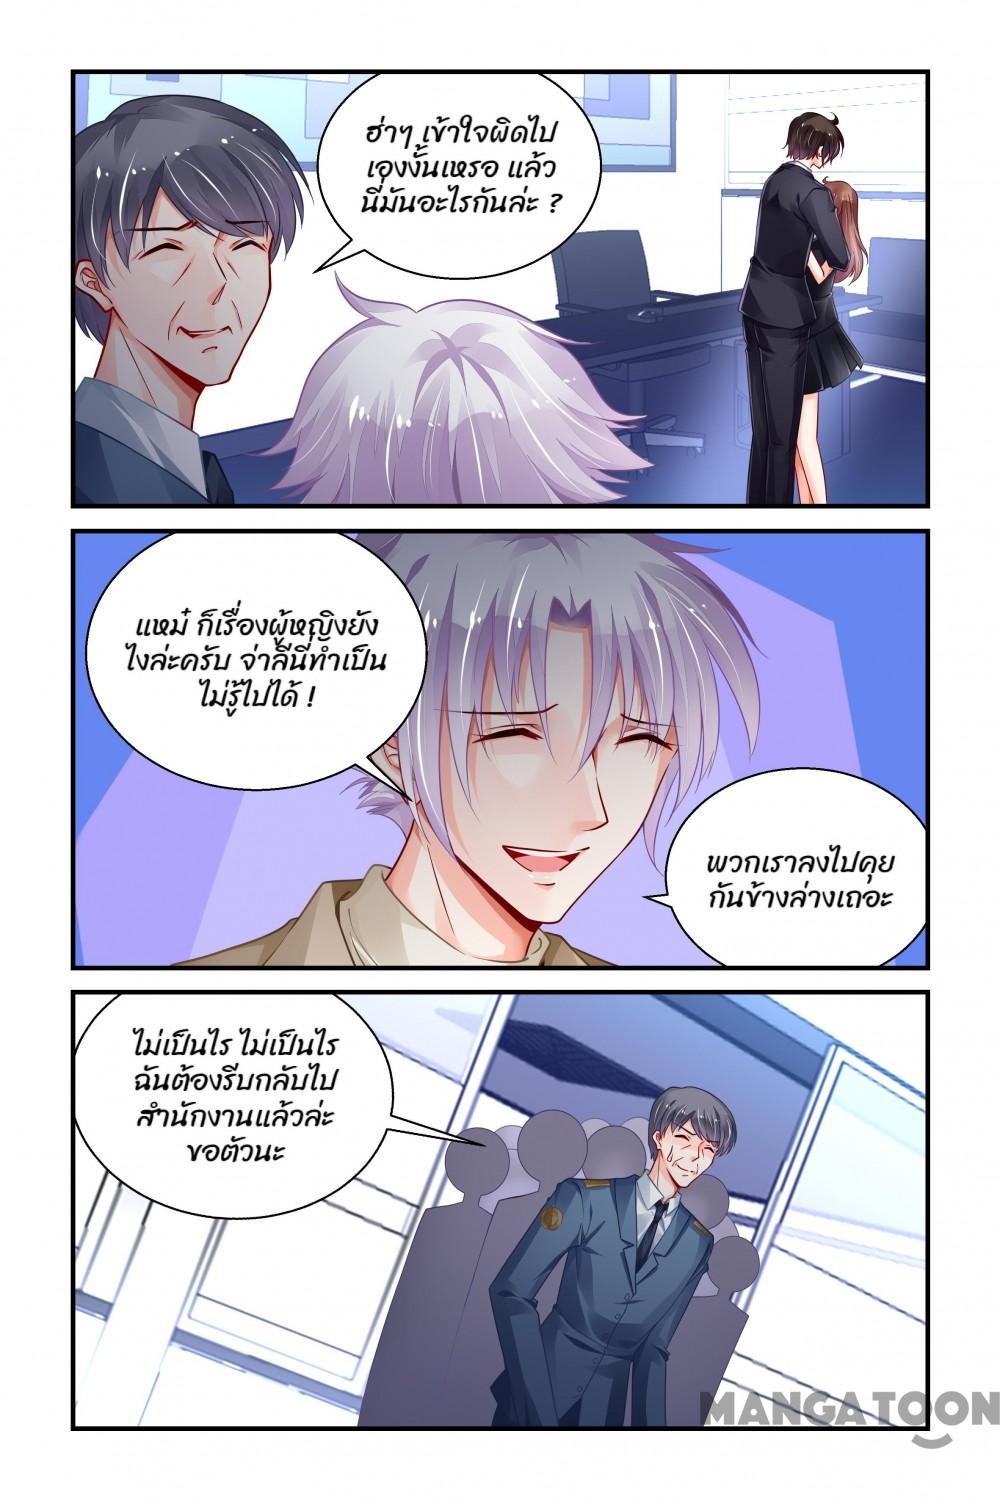 ฮ่าๆ เข้าใจผิดไป
เองงั้นเหรอ แล้ว
นี่มันอะไรกันล่ะ ?
แหม๋ ก็เรื่องผู้หญิงยัง
ไงล่ะครับ จ่าลีนี่ทำเป็น
ไม่รู้ไปได้ !
พวกเราลงไปคุย
กันข้างล่างเถอะ
ไม่เป็นไร ไม่เป็นไร
ฉันต้องรีบกลับไป
สำนักงานแล้วล่ะ
ขอตัวนะ
MANGATOON